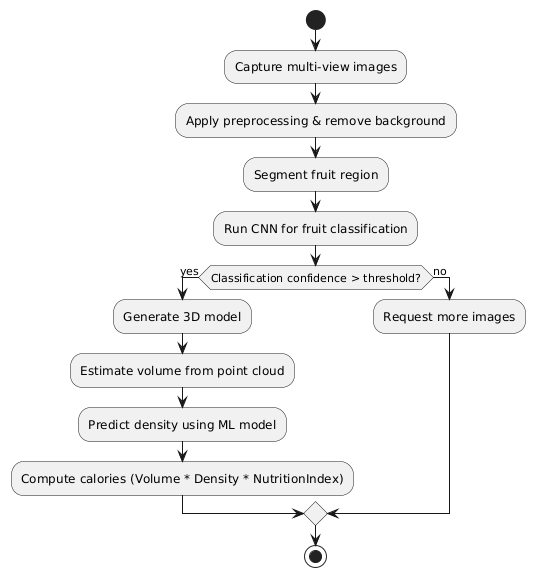 Capture multi-view images
Apply preprocessing & remove background
Segment fruit region
Run CNN for fruit classification
Classification confidence > threshold?
yes
no
Generate 3D model
Request more images
Estimate volume from point cloud
Predict density using ML model
Compute calories (Volume * Density * NutritionIndex)